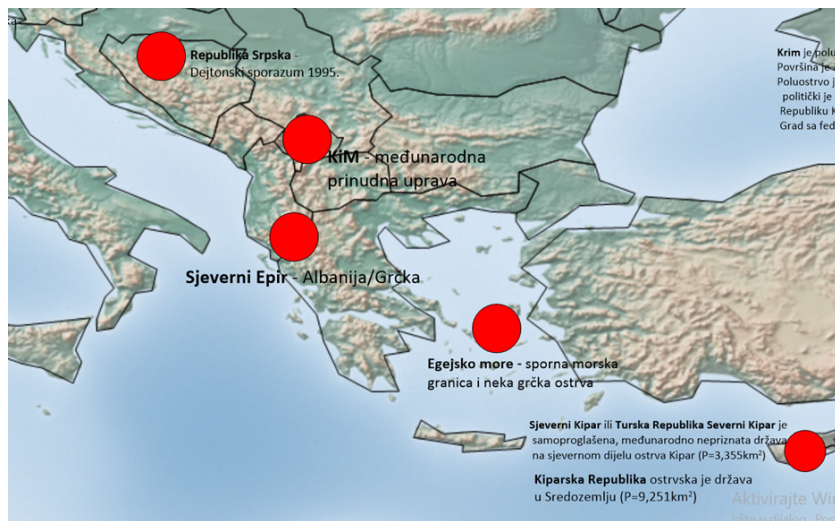 Republika Srpska -
Dejtonski sporazum 1995.
Krim je polu
Površina je
Poluostrvo j
politički je
Republiku K
Grad sa fed
KiM - međunarodna
prinudna uprava
Sjeverni Epir - Albanija/Grčka
Egejsko more - sporna morska
granica i neka grčka ostrva
Sjeverni Kipar ili Turska Republika Severni Kipar je
samoproglašena, međunarodno nepriznata država
na sjevernom dijelu ostrva Kipar (P=3,355km²)
Kiparska Republika ostrvska je država
u Sredozemlju (P=9,251km²)
Aktivirajte Win